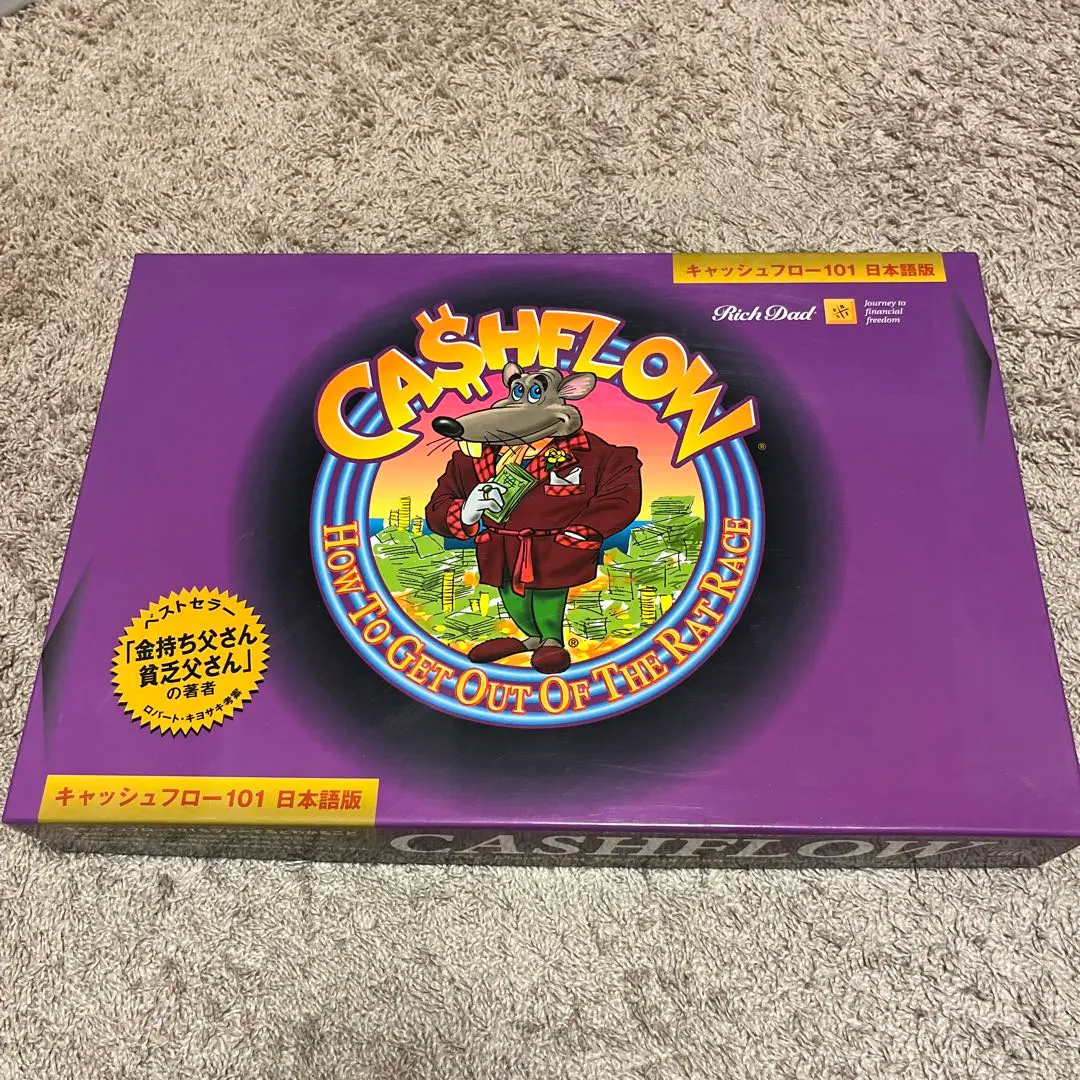 キャッシュフロー101 日本語版
Rich Dad
Journey to
financial
freedom
CA$HFLOW
®
HOW TO GET OUT OF THE RAT RACE
®
ベストセラー
「金持ち父さん
貧乏父さん」
の著者
ロバート・キヨサキ考案
キャッシュフロー101 日本語版
CASHFLOW